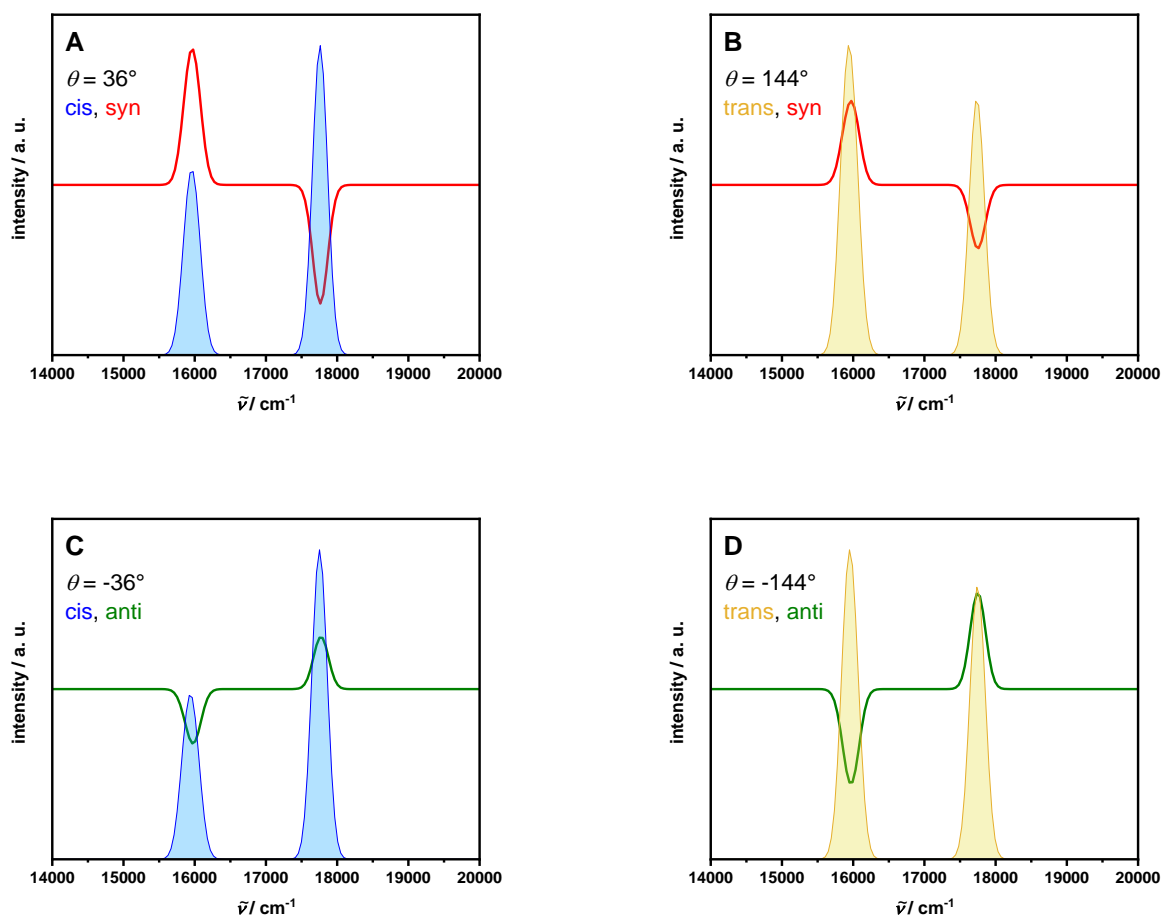 A
θ = 36°
cis, syn
intensity / a. u.
14000 15000 16000 17000 18000 19000 20000
ṽ / cm⁻¹
B
θ = 144°
trans, syn
intensity / a. u.
14000 15000 16000 17000 18000 19000 20000
ṽ / cm⁻¹
C
θ = -36°
cis, anti
intensity / a. u.
14000 15000 16000 17000 18000 19000 20000
ṽ / cm⁻¹
D
θ = -144°
trans, anti
intensity / a. u.
14000 15000 16000 17000 18000 19000 20000
ṽ / cm⁻¹